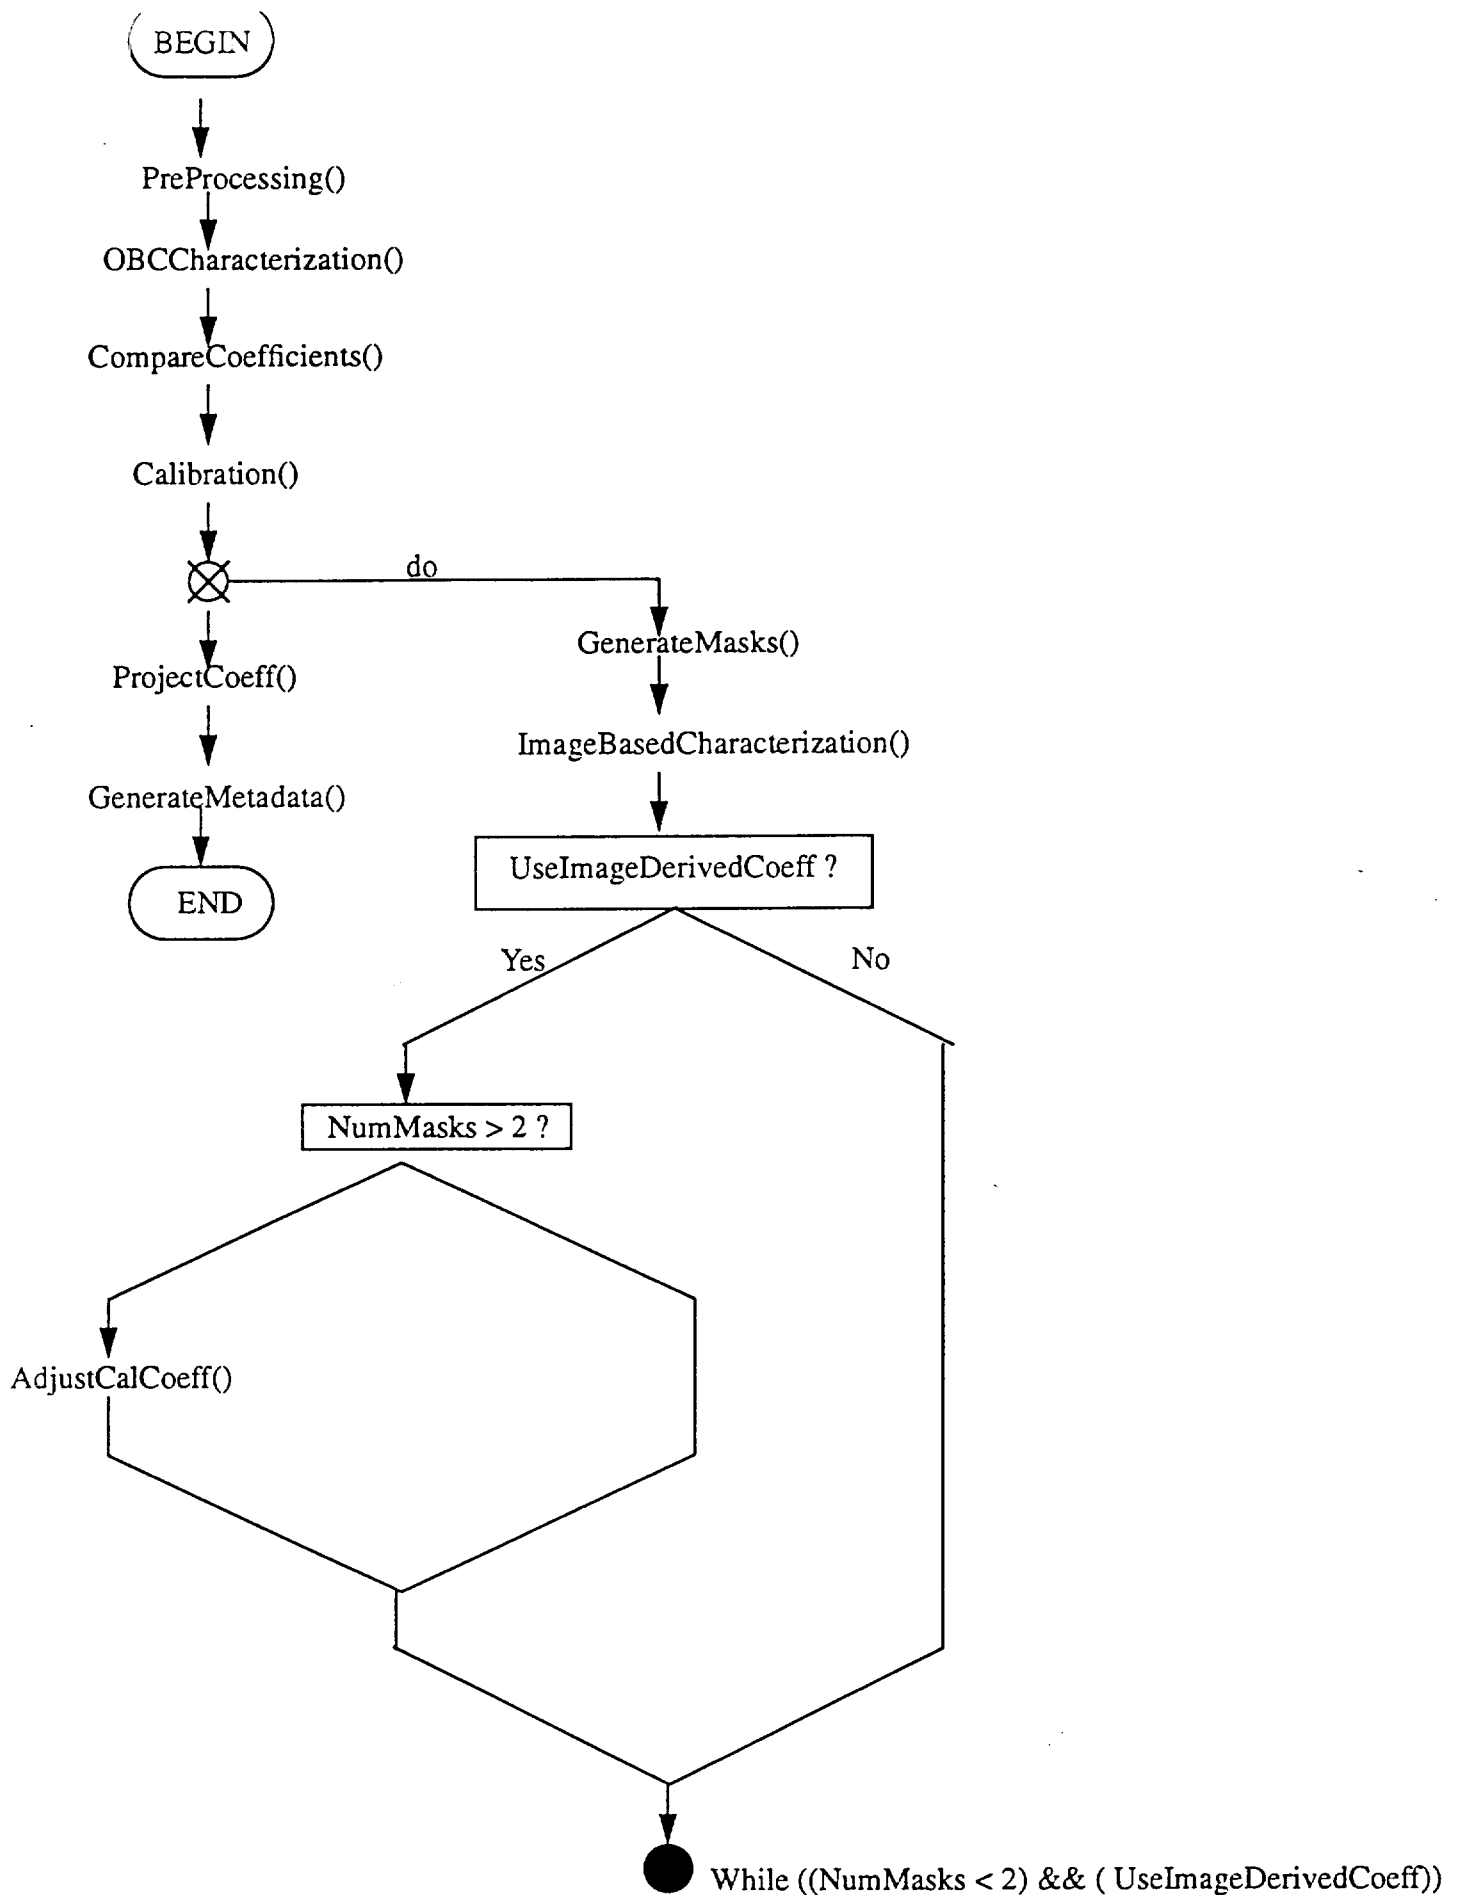 BEGIN
PreProcessing()
OBCCharacterization()
CompareCoefficients()
Calibration()
do
ProjectCoeff()
GenerateMetadata()
END
GenerateMasks()
ImageBasedCharacterization()
UseImageDerivedCoeff ?
Yes
No
NumMasks > 2 ?
AdjustCalCoeff()
While ((NumMasks < 2) && ( UseImageDerivedCoeff))